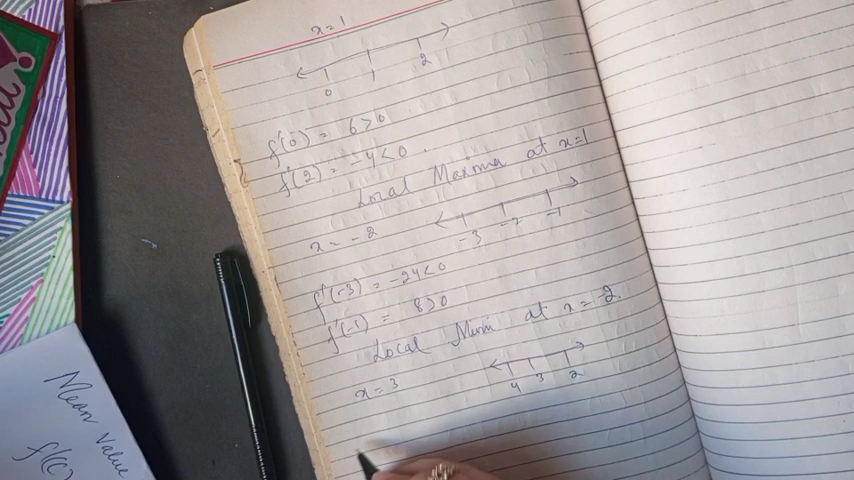 x = 1
0 1 2
f'(0) = 6>0
f'(2) = -4<0.
Local Maxima at x=1
x = -2
-3 -2 -1
f'(-3) = -24<0
f'(-1) = 8>0
Local Mini at x = -2.
x = 3
4 3 2
Mean Value
f'(c)